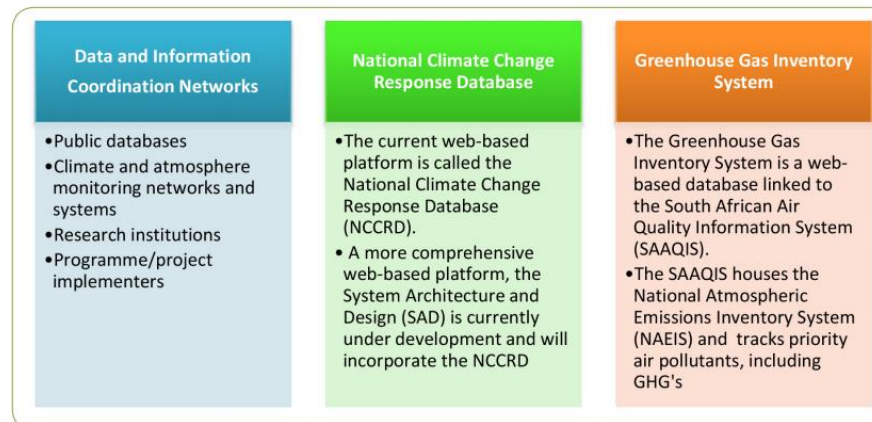 Data and Information
Coordination Networks
•Public databases
•Climate and atmosphere
monitoring networks and
systems
•Research institutions
•Programme/project
implementers
National Climate Change
Response Database
•The current web-based
platform is called the
National Climate Change
Response Database
(NCCRD).
• A more comprehensive
web-based platform, the
System Architecture and
Design (SAD) is currently
under development and will
incorporate the NCCRD
Greenhouse Gas Inventory
System
•The Greenhouse Gas
Inventory System is a web-
based database linked to
the South African Air
Quality Information System
(SAAQIS).
•The SAAQIS houses the
National Atmospheric
Emissions Inventory System
(NAEIS) and  tracks priority
air pollutants, including
GHG's